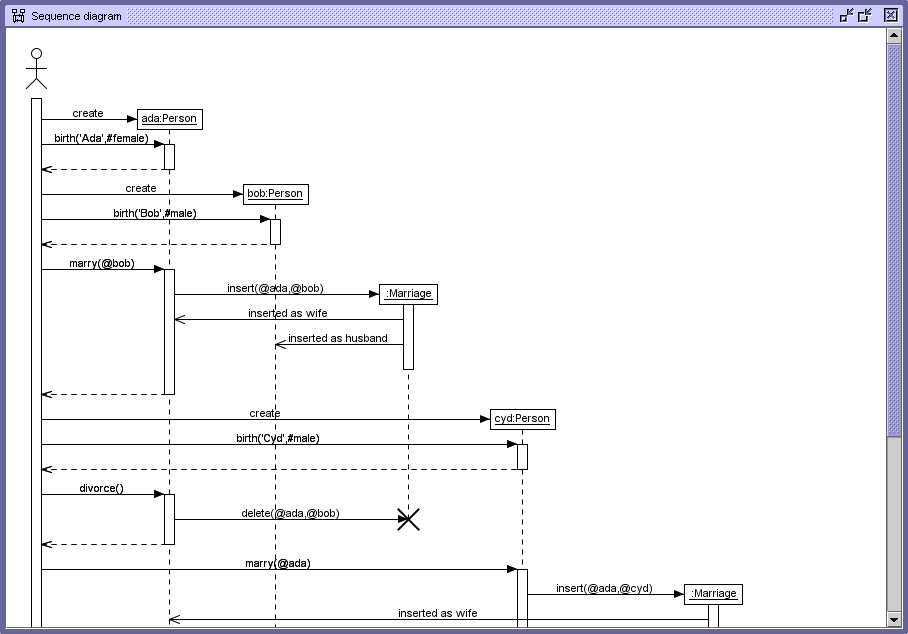 Sequence diagram
create
ada:Person
birth('Ada',#female)
create
bob:Person
birth('Bob',#male)
marry(@bob)
insert(@ada,@bob)
:Marriage
inserted as wife
inserted as husband
create
cyd:Person
birth('Cyd',#male)
divorce()
delete(@ada,@bob)
marry(@ada)
insert(@ada,@cyd)
:Marriage
inserted as wife